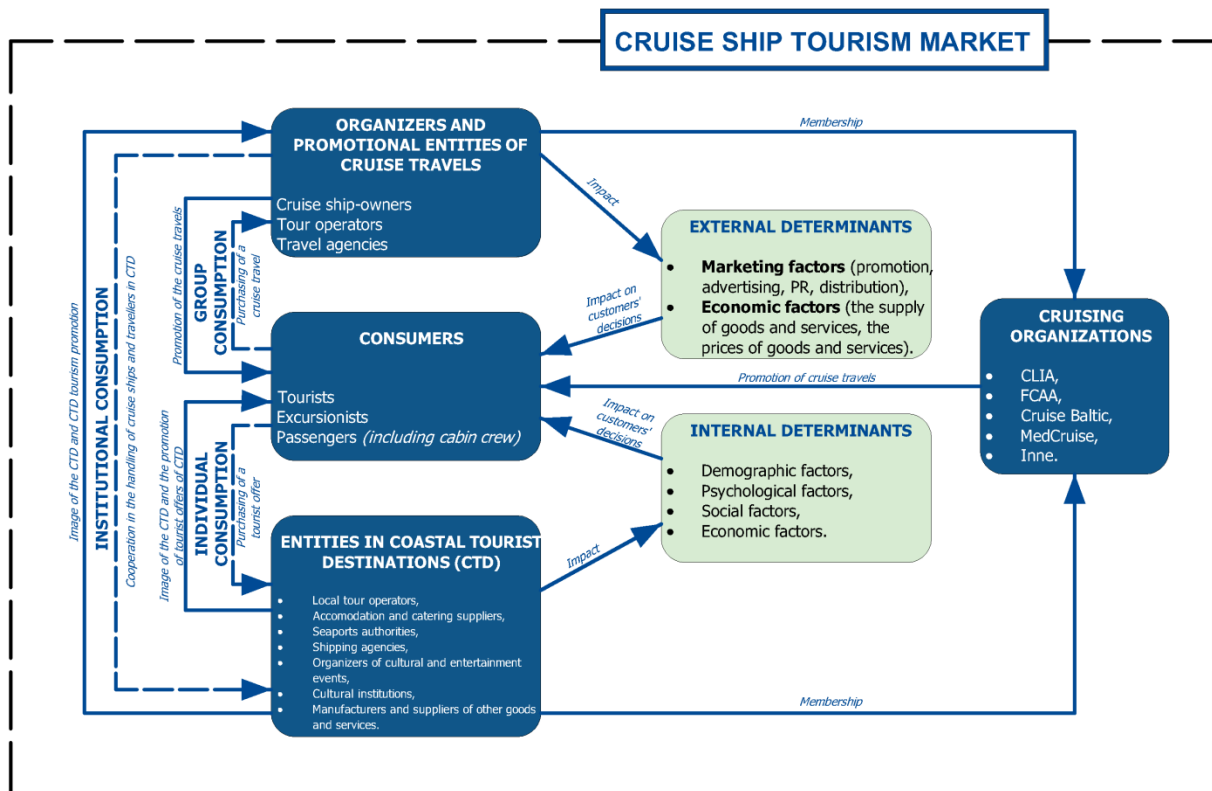 CRUISE SHIP TOURISM MARKET
ORGANIZERS AND
PROMOTIONAL ENTITIES OF
CRUISE TRAVELS
Cruise ship-owners
Tour operators
Travel agencies
Membership
Impact
EXTERNAL DETERMINANTS
• Marketing factors (promotion,
advertising, PR, distribution),
• Economic factors (the supply
of goods and services, the
prices of goods and services).
Impact on
customers'
decisions
CONSUMERS
Tourists
Excursionists
Passengers (including cabin crew)
Promotion of cruise travels
CRUISING
ORGANIZATIONS
• CLIA,
• FCAA,
• Cruise Baltic,
• MedCruise,
• Inne.
Impact on
customers'
decisions
INTERNAL DETERMINANTS
• Demographic factors,
• Psychological factors,
• Social factors,
• Economic factors.
Impact
ENTITIES IN COASTAL TOURIST
DESTINATIONS (CTD)
• Local tour operators,
• Accomodation and catering suppliers,
• Seaports authorities,
• Shipping agencies,
• Organizers of cultural and entertainment
events,
• Cultural institutions,
• Manufacturers and suppliers of other goods
and services.
Membership
Image of the CTD and CTD tourism promotion
INSTITUTIONAL CONSUMPTION
Cooperation in the handling of cruise ships and travellers in CTD
Promotion of the cruise travels
GROUP
CONSUMPTION
Purchasing of a
cruise travel
Image of the CTD and the promotion
of tourist offers of CTD
INDIVIDUAL
CONSUMPTION
Purchasing of a
tourist offer